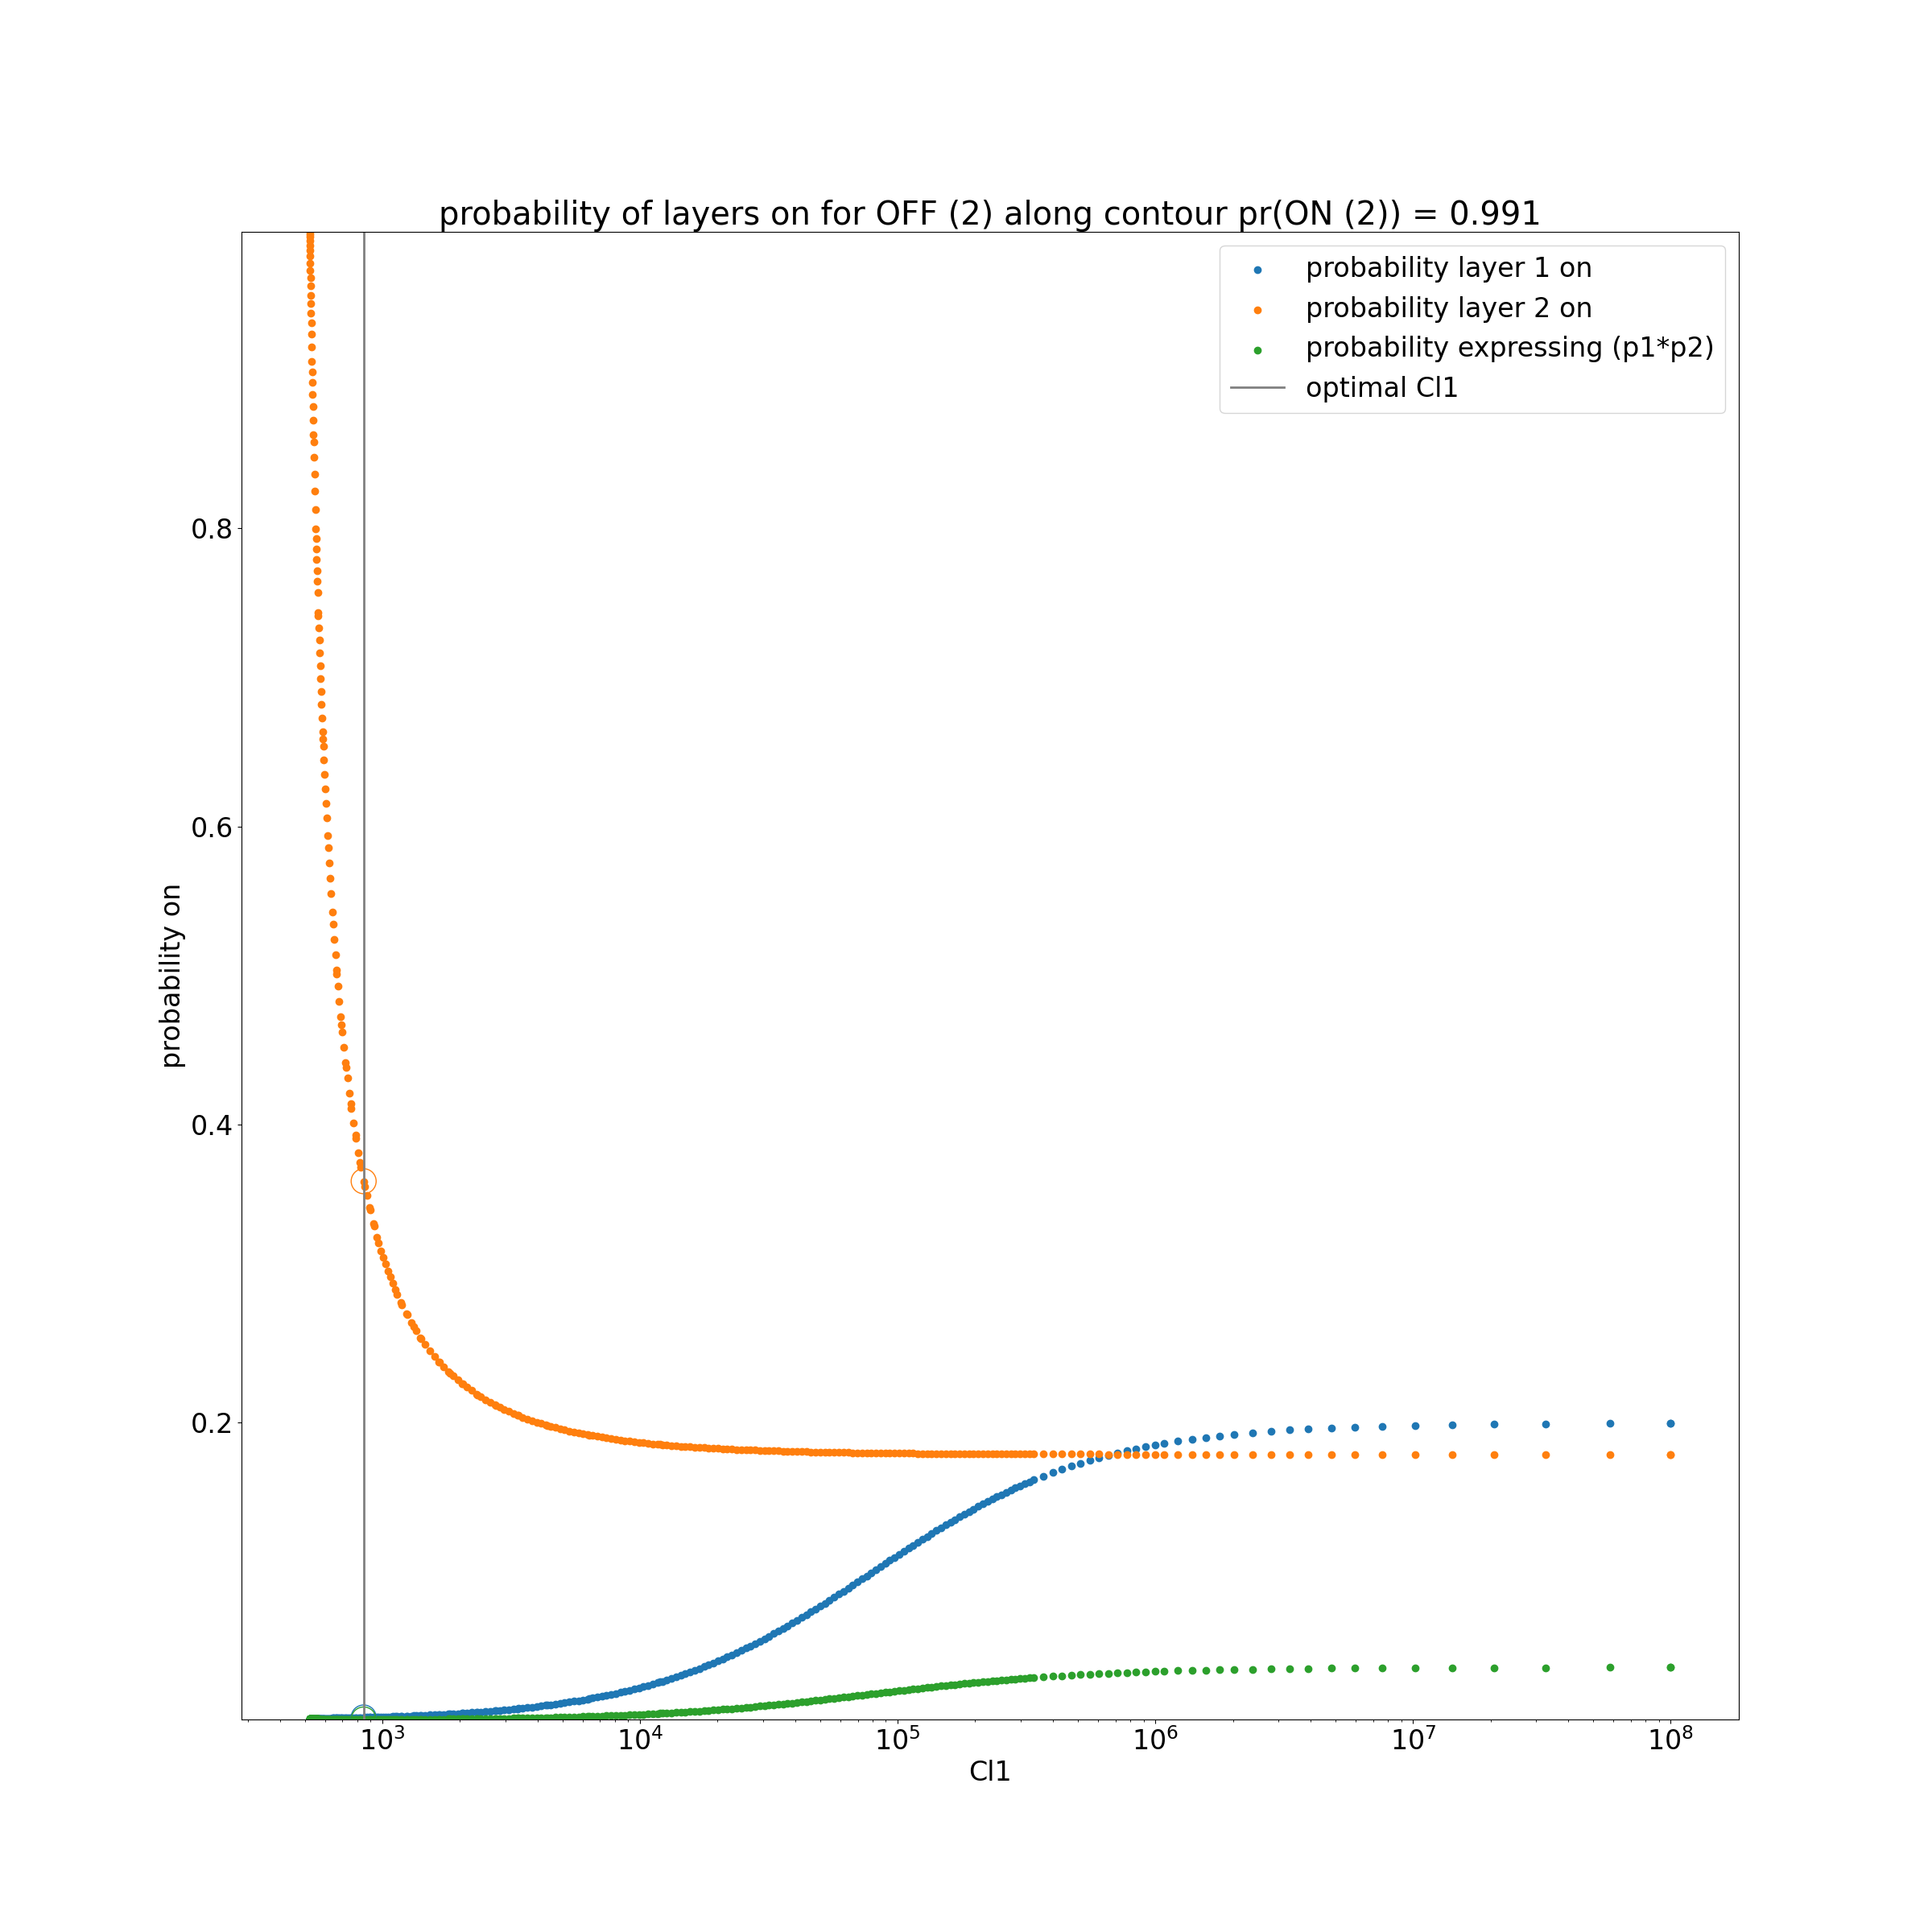 probability of layers on for OFF (2) along contour pr(ON (2)) = 0.991
probability layer 1 on
probability layer 2 on
probability expressing (p1*p2)
optimal Cl1
probability on
0.8
0.6
0.4
0.2
10³ 10⁴ 10⁵ 10⁶ 10⁷ 10⁸
Cl1